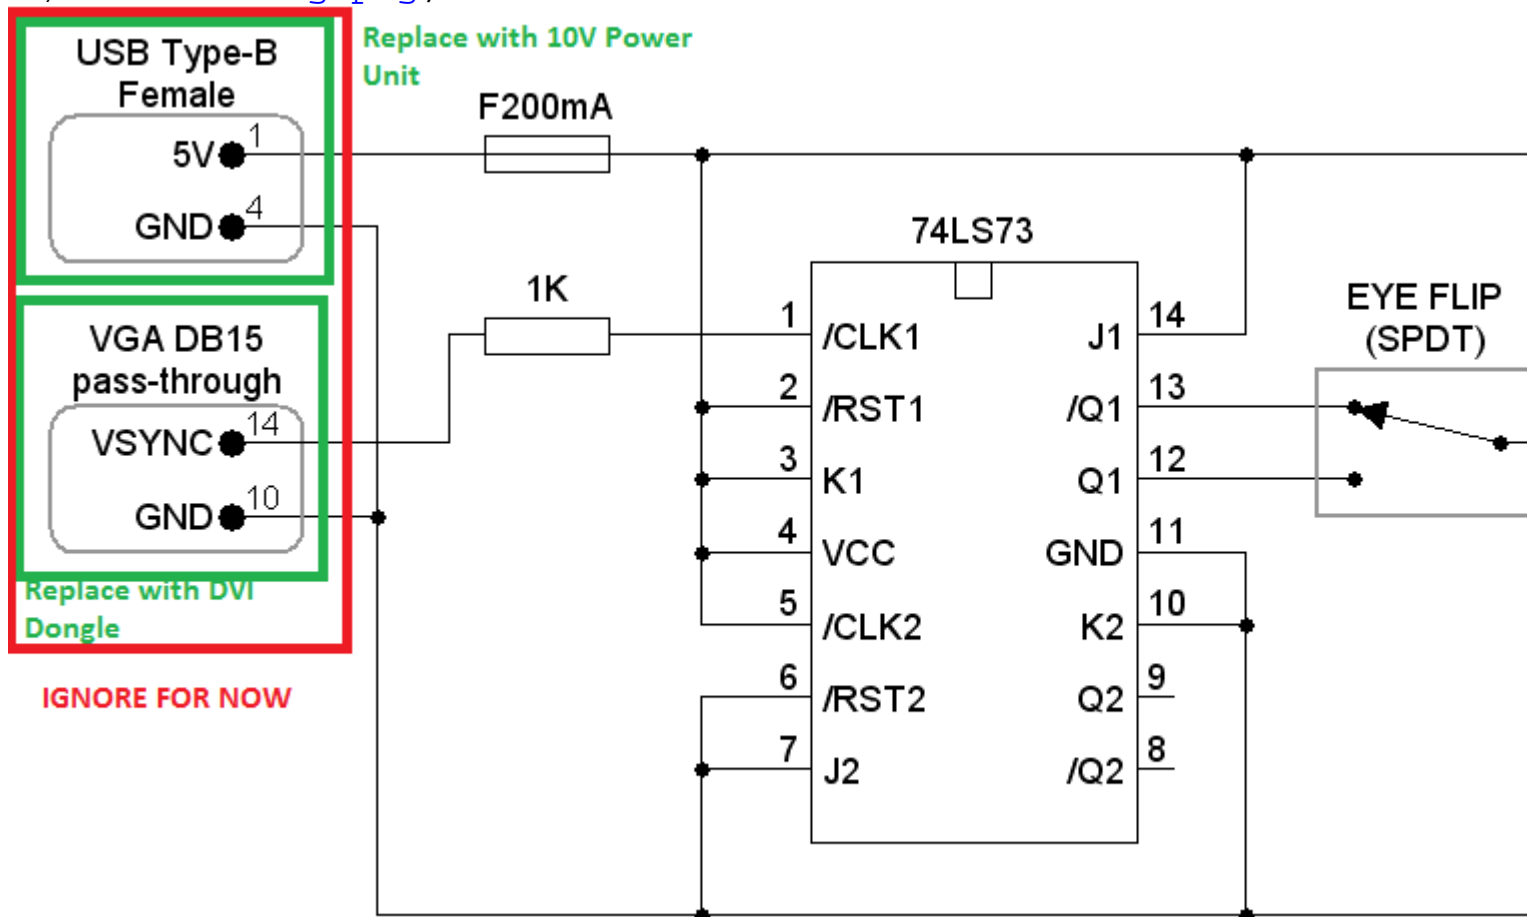 USB Type-B
Female
Replace with 10V Power
Unit
5V 1
GND 4
F200mA
74LS73
1K
VGA DB15
pass-through
VSYNC 14
GND 10
Replace with DVI
Dongle
IGNORE FOR NOW
1 /CLK1
2 /RST1
3 K1
4 VCC
5 /CLK2
6 /RST2
7 J2
J1 14
/Q1 13
Q1 12
GND 11
K2 10
Q2 9
/Q2 8
EYE FLIP
(SPDT)